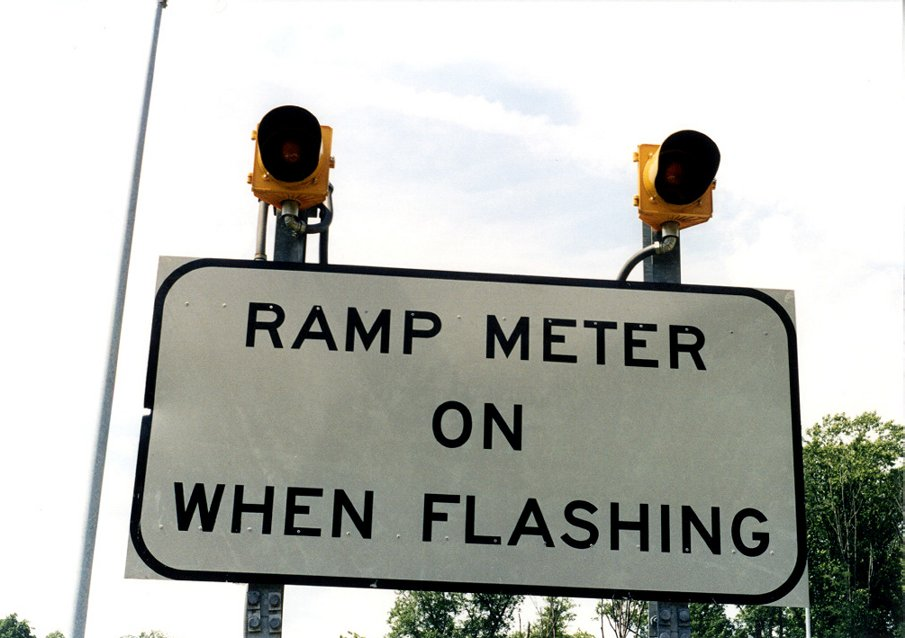 RAMP METER
ON
WHEN FLASHING